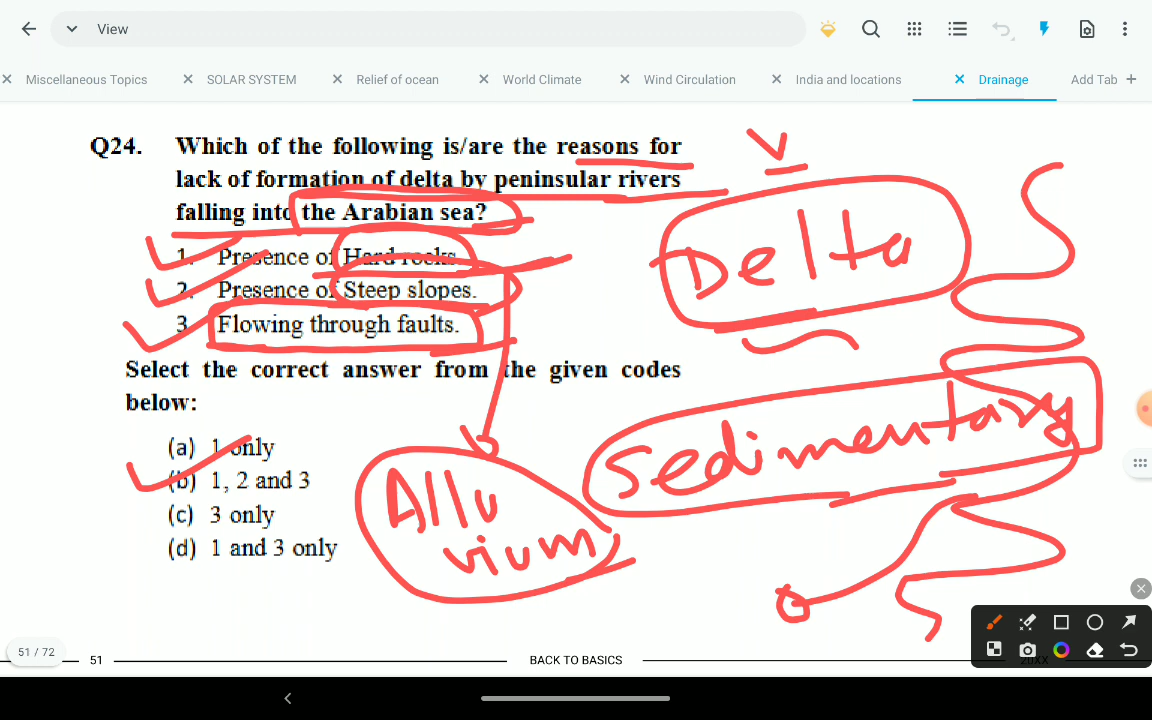 View
Miscellaneous Topics
SOLAR SYSTEM
Relief of ocean
World Climate
Wind Circulation
India and locations
Drainage
Add Tab +
Q24. Which of the following is/are the reasons for
lack of formation of delta by peninsular rivers
falling into the Arabian sea?
1. Presence of Hard rocks.
2. Presence of Steep slopes.
3. Flowing through faults.
Select the correct answer from the given codes
below:
(a) 1 only
(b) 1, 2 and 3
(c) 3 only
(d) 1 and 3 only
Delta
Sedimentary
Allu
vium
51 / 72
51
BACK TO BASICS
20XX